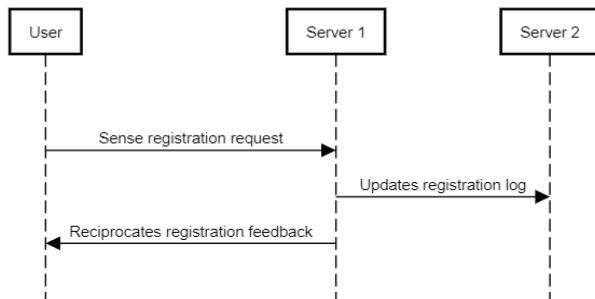 User
Server 1
Server 2
Sense registration request
Updates registration log
Reciprocates registration feedback